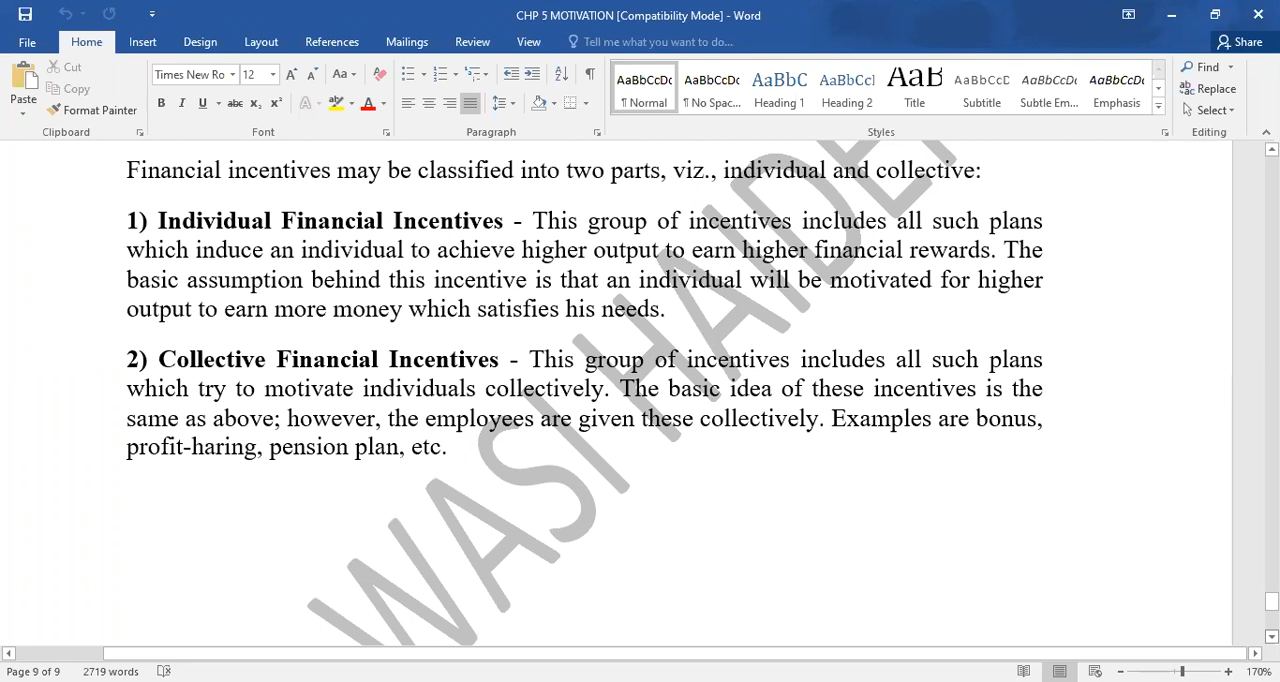 CHP 5 MOTIVATION [Compatibility Mode] - Word
File Home Insert Design Layout References Mailings Review View Tell me what you want to do... Share
Paste
Cut
Copy
Format Painter
Clipboard
Times New Ro 12
Font
Paragraph
AaBbCcDc AaBbCcDc AaBbC AaBbCcI AaB AaBbCcD AaBbCcDc AaBbCcDc
¶ Normal ¶ No Spac... Heading 1 Heading 2 Title Subtitle Subtle Em... Emphasis
Styles
Find
Replace
Select
Editing
Financial incentives may be classified into two parts, viz., individual and collective:
1) Individual Financial Incentives - This group of incentives includes all such plans
which induce an individual to achieve higher output to earn higher financial rewards. The
basic assumption behind this incentive is that an individual will be motivated for higher
output to earn more money which satisfies his needs.
2) Collective Financial Incentives - This group of incentives includes all such plans
which try to motivate individuals collectively. The basic idea of these incentives is the
same as above; however, the employees are given these collectively. Examples are bonus,
profit-haring, pension plan, etc.
WASI HAIDER
Page 9 of 9 2719 words 170%